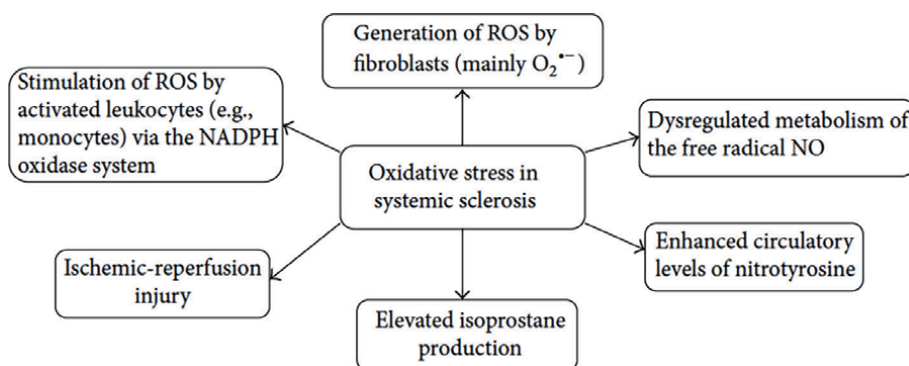 Generation of ROS by
fibroblasts (mainly O₂•−)
Stimulation of ROS by
activated leukocytes (e.g.,
monocytes) via the NADPH
oxidase system
Dysregulated metabolism of
the free radical NO
Oxidative stress in
systemic sclerosis
Ischemic-reperfusion
injury
Enhanced circulatory
levels of nitrotyrosine
Elevated isoprostane
production